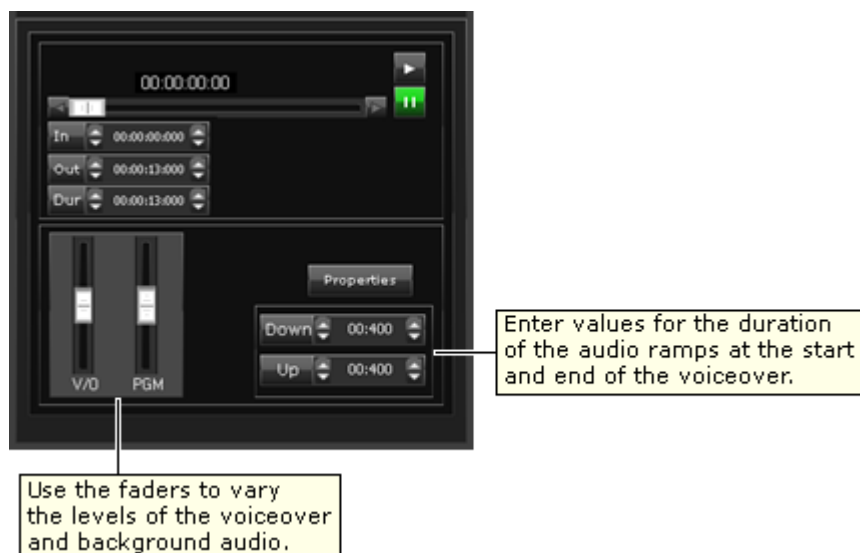 00:00:00:00
In 00:00:00:000
Out 00:00:13:000
Dur 00:00:13:000
Properties
Down 00:400
Up 00:400
V/O PGM
Enter values for the duration
of the audio ramps at the start
and end of the voiceover.
Use the faders to vary
the levels of the voiceover
and background audio.